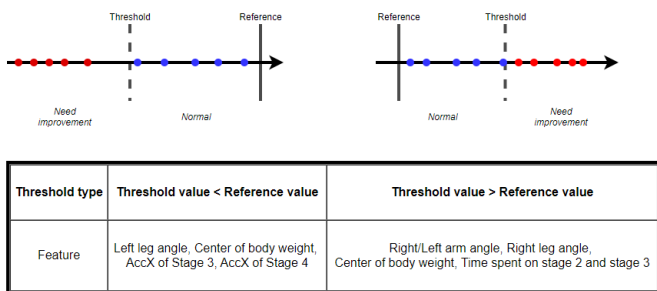 Threshold
Reference
Reference
Threshold
Need
improvement
Normal
Normal
Need
improvement
Threshold type
Threshold value < Reference value
Threshold value > Reference value
Feature
Left leg angle, Center of body weight,
AccX of Stage 3, AccX of Stage 4
Right/Left arm angle, Right leg angle,
Center of body weight, Time spent on stage 2 and stage 3